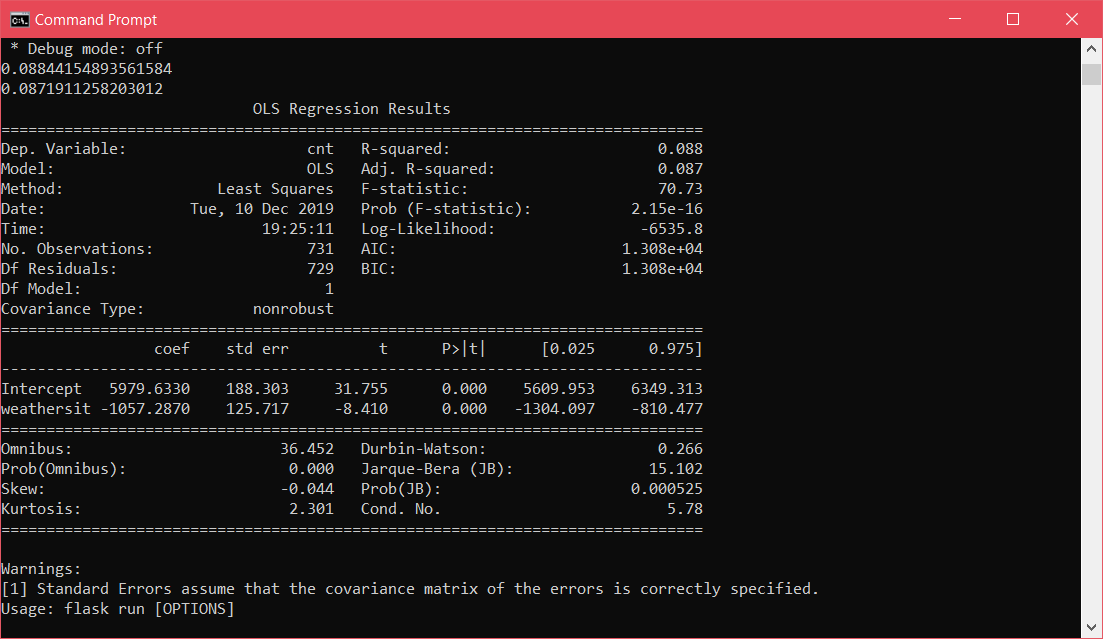 Command Prompt
 * Debug mode: off
0.08844154893561584
0.0871911258203012
                            OLS Regression Results
==============================================================================
Dep. Variable:                    cnt   R-squared:                       0.088
Model:                            OLS   Adj. R-squared:                  0.087
Method:                 Least Squares   F-statistic:                     70.73
Date:                Tue, 10 Dec 2019   Prob (F-statistic):           2.15e-16
Time:                        19:25:11   Log-Likelihood:                -6535.8
No. Observations:                 731   AIC:                         1.308e+04
Df Residuals:                     729   BIC:                         1.308e+04
Df Model:                           1
Covariance Type:            nonrobust
==============================================================================
                 coef    std err          t      P>|t|      [0.025      0.975]
------------------------------------------------------------------------------
Intercept   5979.6330    188.303     31.755      0.000    5609.953    6349.313
weathersit -1057.2870    125.717     -8.410      0.000   -1304.097    -810.477
==============================================================================
Omnibus:                       36.452   Durbin-Watson:                   0.266
Prob(Omnibus):                  0.000   Jarque-Bera (JB):               15.102
Skew:                          -0.044   Prob(JB):                     0.000525
Kurtosis:                       2.301   Cond. No.                         5.78
==============================================================================
Warnings:
[1] Standard Errors assume that the covariance matrix of the errors is correctly specified.
Usage: flask run [OPTIONS]